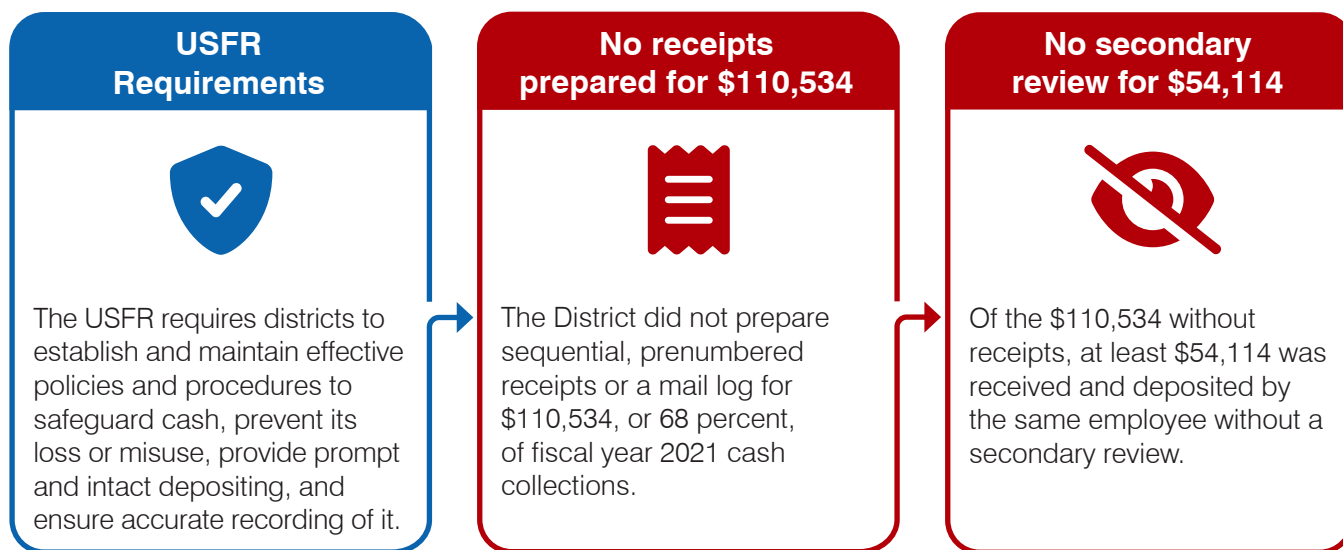 USFR
Requirements
The USFR requires districts to
establish and maintain effective
policies and procedures to
safeguard cash, prevent its
loss or misuse, provide prompt
and intact depositing, and
ensure accurate recording of it.
No receipts
prepared for $110,534
The District did not prepare
sequential, prenumbered
receipts or a mail log for
$110,534, or 68 percent,
of fiscal year 2021 cash
collections.
No secondary
review for $54,114
Of the $110,534 without
receipts, at least $54,114 was
received and deposited by
the same employee without a
secondary review.